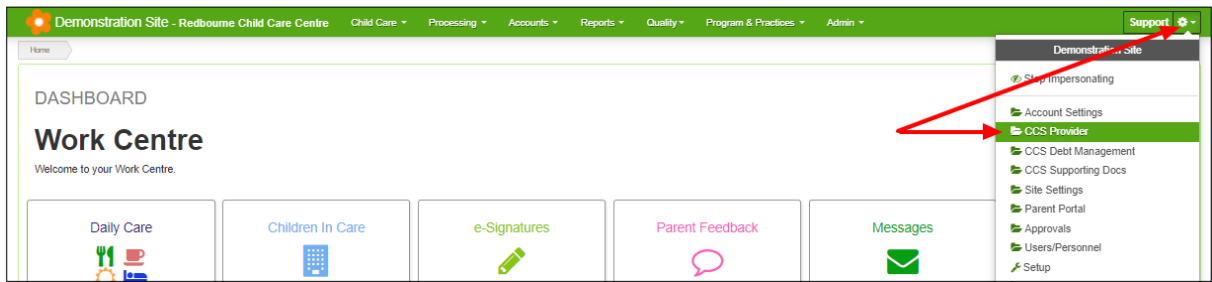 Demonstration Site - Redbourne Child Care Centre Child Care Processing Accounts Reports Quality Program & Practices Admin Support
Home
Demonstration Site
Stop Impersonating
DASHBOARD
Work Centre
Welcome to your Work Centre.
Account Settings
CCS Provider
CCS Debt Management
CCS Supporting Docs
Site Settings
Parent Portal
Approvals
Users/Personnel
Setup
Daily Care
Children In Care
e-Signatures
Parent Feedback
Messages